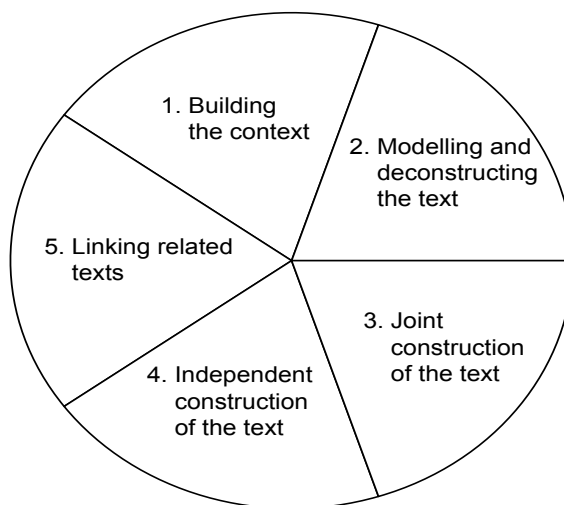 1. Building
the context
2. Modelling and
deconstructing
the text
3. Joint
construction
of the text
4. Independent
construction
of the text
5. Linking related
texts